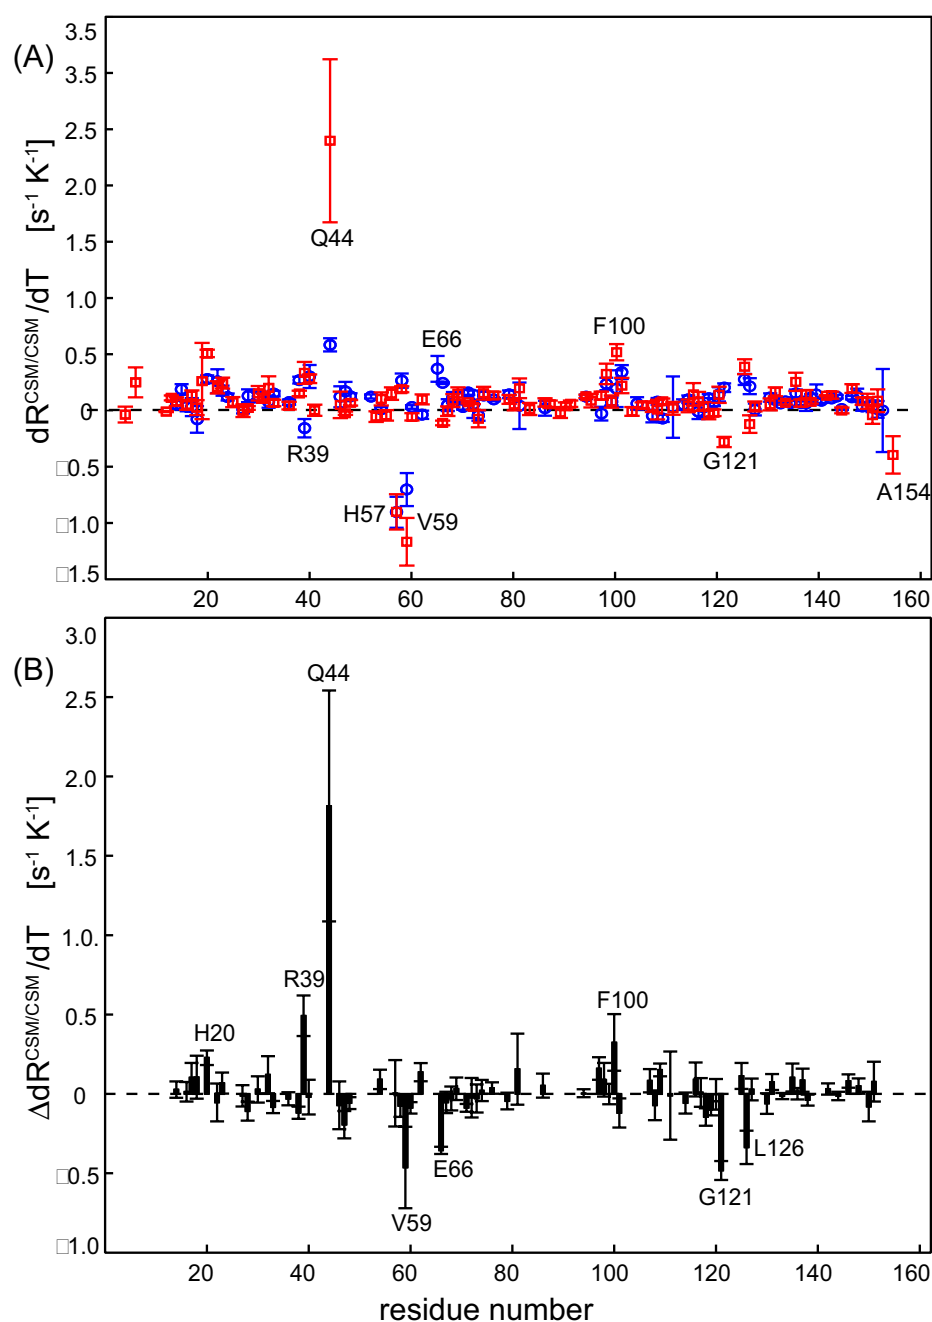 (A)
3.5
3.5
2.5
2.0
1.5
1.0
0.5
0
□0.5
□1.0
□1.5
dR^CSM/CSM/dT [s^-1 K^-1]
Q44
E66
F100
R39
H57
V59
G121
A154
20 40 60 80 100 120 140 160
(B)
3.0
2.5
2.0
1.5
1.0.
0.5
0
□0.5
□1.0
ΔdR^CSM/CSM/dT [s^-1 K^-1]
Q44
R39
H20
F100
E66
V59
L126
G121
20 40 60 80 100 120 140 160
residue number